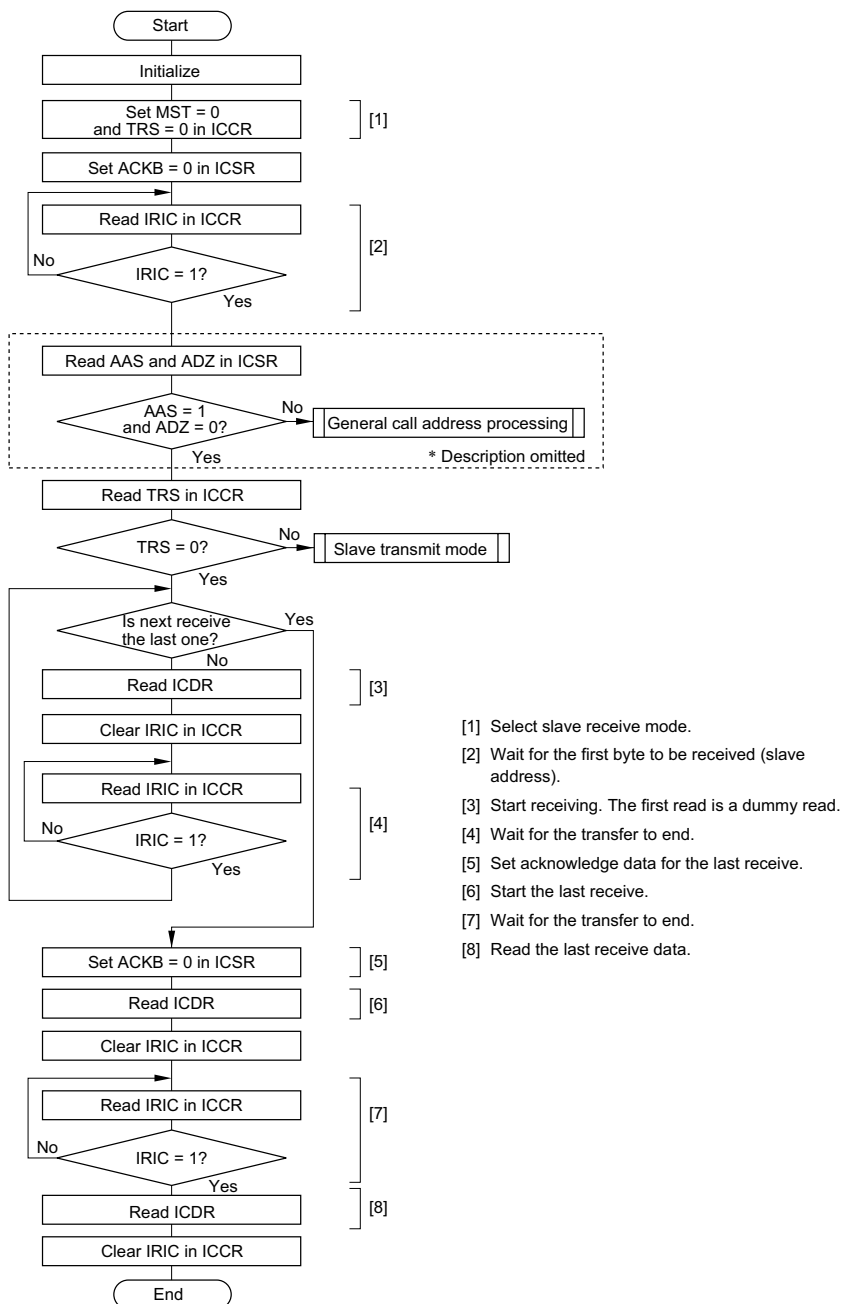 Start
Initialize
Set MST = 0
and TRS = 0 in ICCR
[1]
Set ACKB = 0 in ICSR
Read IRIC in ICCR
[2]
No
IRIC = 1?
Yes
Read AAS and ADZ in ICSR
AAS = 1
and ADZ = 0?
No
General call address processing
Yes
* Description omitted
Read TRS in ICCR
TRS = 0?
No
Slave transmit mode
Yes
Is next receive
the last one?
Yes
No
Read ICDR
[3]
Clear IRIC in ICCR
Read IRIC in ICCR
[4]
No
IRIC = 1?
Yes
Set ACKB = 0 in ICSR
[5]
Read ICDR
[6]
Clear IRIC in ICCR
Read IRIC in ICCR
[7]
No
IRIC = 1?
Yes
Read ICDR
[8]
Clear IRIC in ICCR
End
[1] Select slave receive mode.
[2] Wait for the first byte to be received (slave
address).
[3] Start receiving. The first read is a dummy read.
[4] Wait for the transfer to end.
[5] Set acknowledge data for the last receive.
[6] Start the last receive.
[7] Wait for the transfer to end.
[8] Read the last receive data.